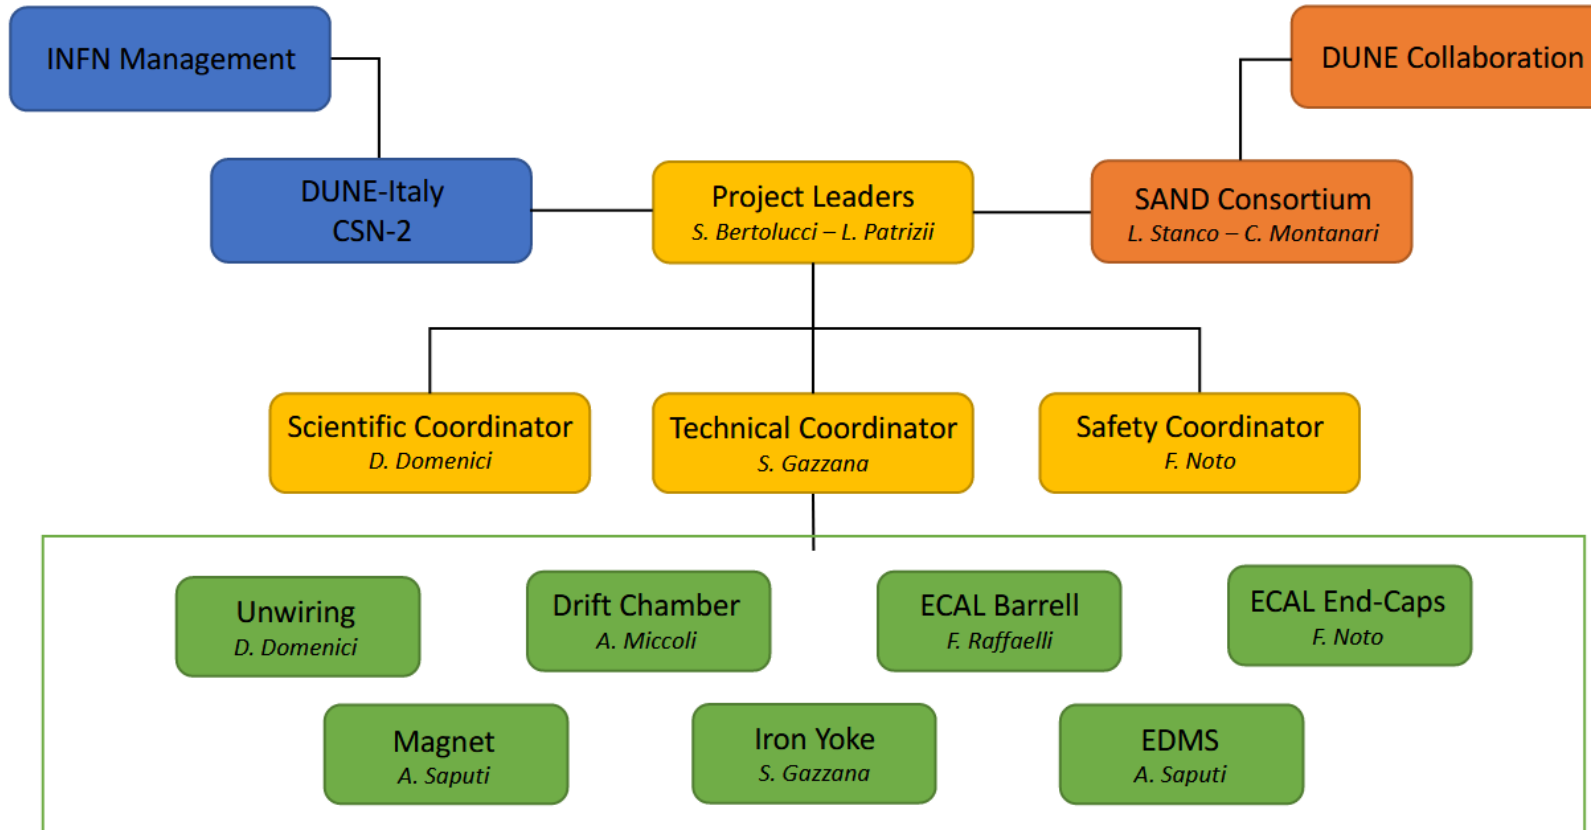 INFN Management
DUNE Collaboration
DUNE-Italy
CSN-2
Project Leaders
S. Bertolucci – L. Patrizii
SAND Consortium
L. Stanco – C. Montanari
Scientific Coordinator
D. Domenici
Technical Coordinator
S. Gazzana
Safety Coordinator
F. Noto
Unwiring
D. Domenici
Drift Chamber
A. Miccoli
ECAL Barrell
F. Raffaelli
ECAL End-Caps
F. Noto
Magnet
A. Saputi
Iron Yoke
S. Gazzana
EDMS
A. Saputi